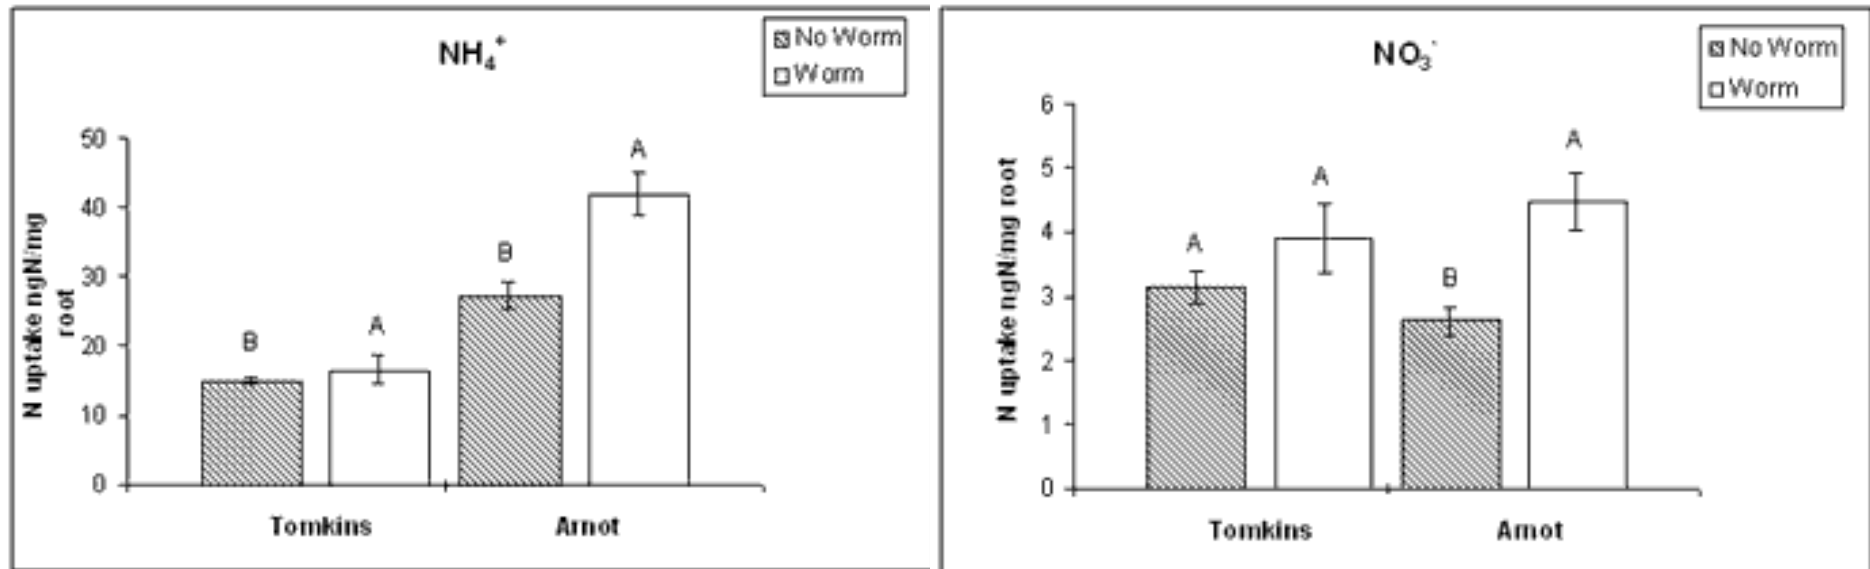 NH₄⁺
No Worm
Worm
N uptake ngN/mg
root
50
40
30
20
10
0
B
A
B
A
Tomkins
Arnot
NO₃⁻
No Worm
Worm
N uptake ngN/mg root
6
5
4
3
2
1
0
A
A
B
A
Tomkins
Arnot